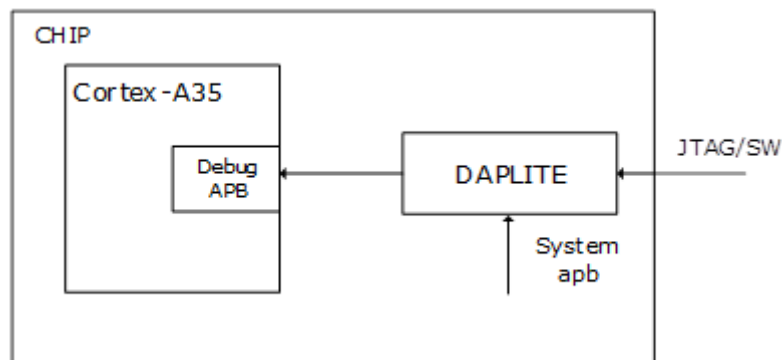 CHIP
Cortex-A35
Debug
APB
DAPLITE
JTAG/SW
System
apb